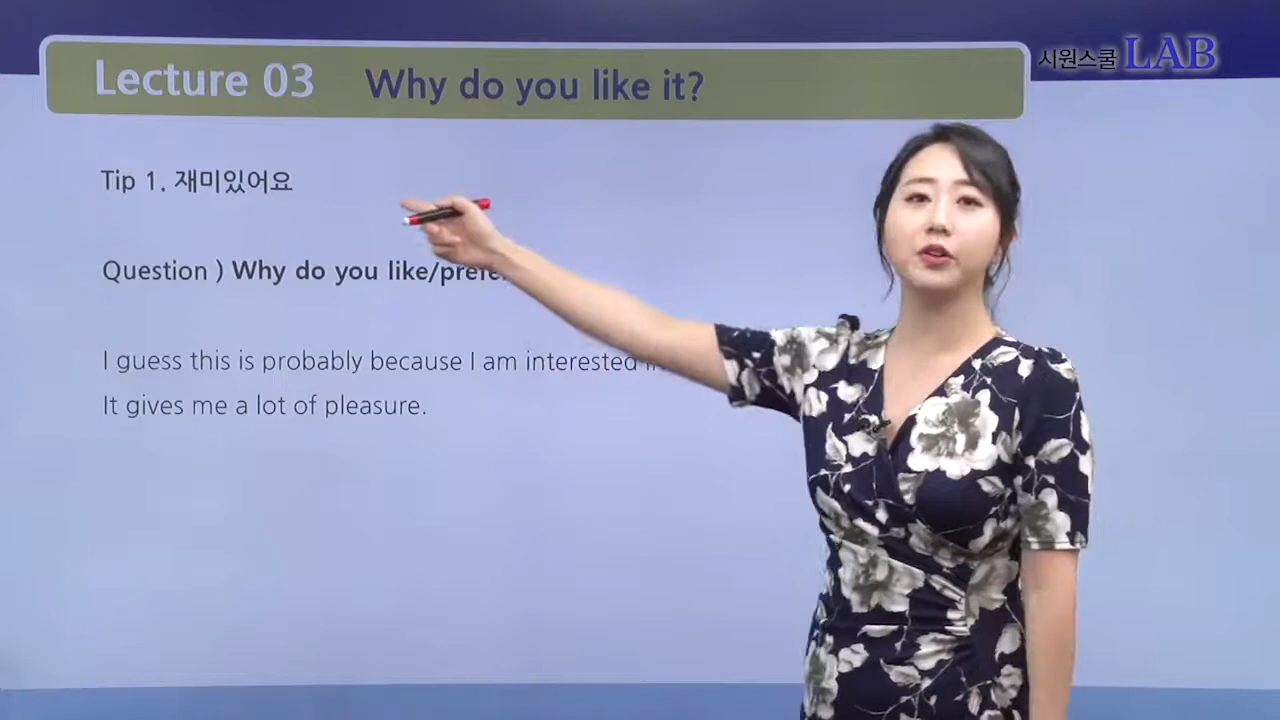 Lecture 03 Why do you like it?
시원스쿨 LAB
Tip 1. 재미있어요
Question ) Why do you like/prefe
I guess this is probably because I am interested
It gives me a lot of pleasure.